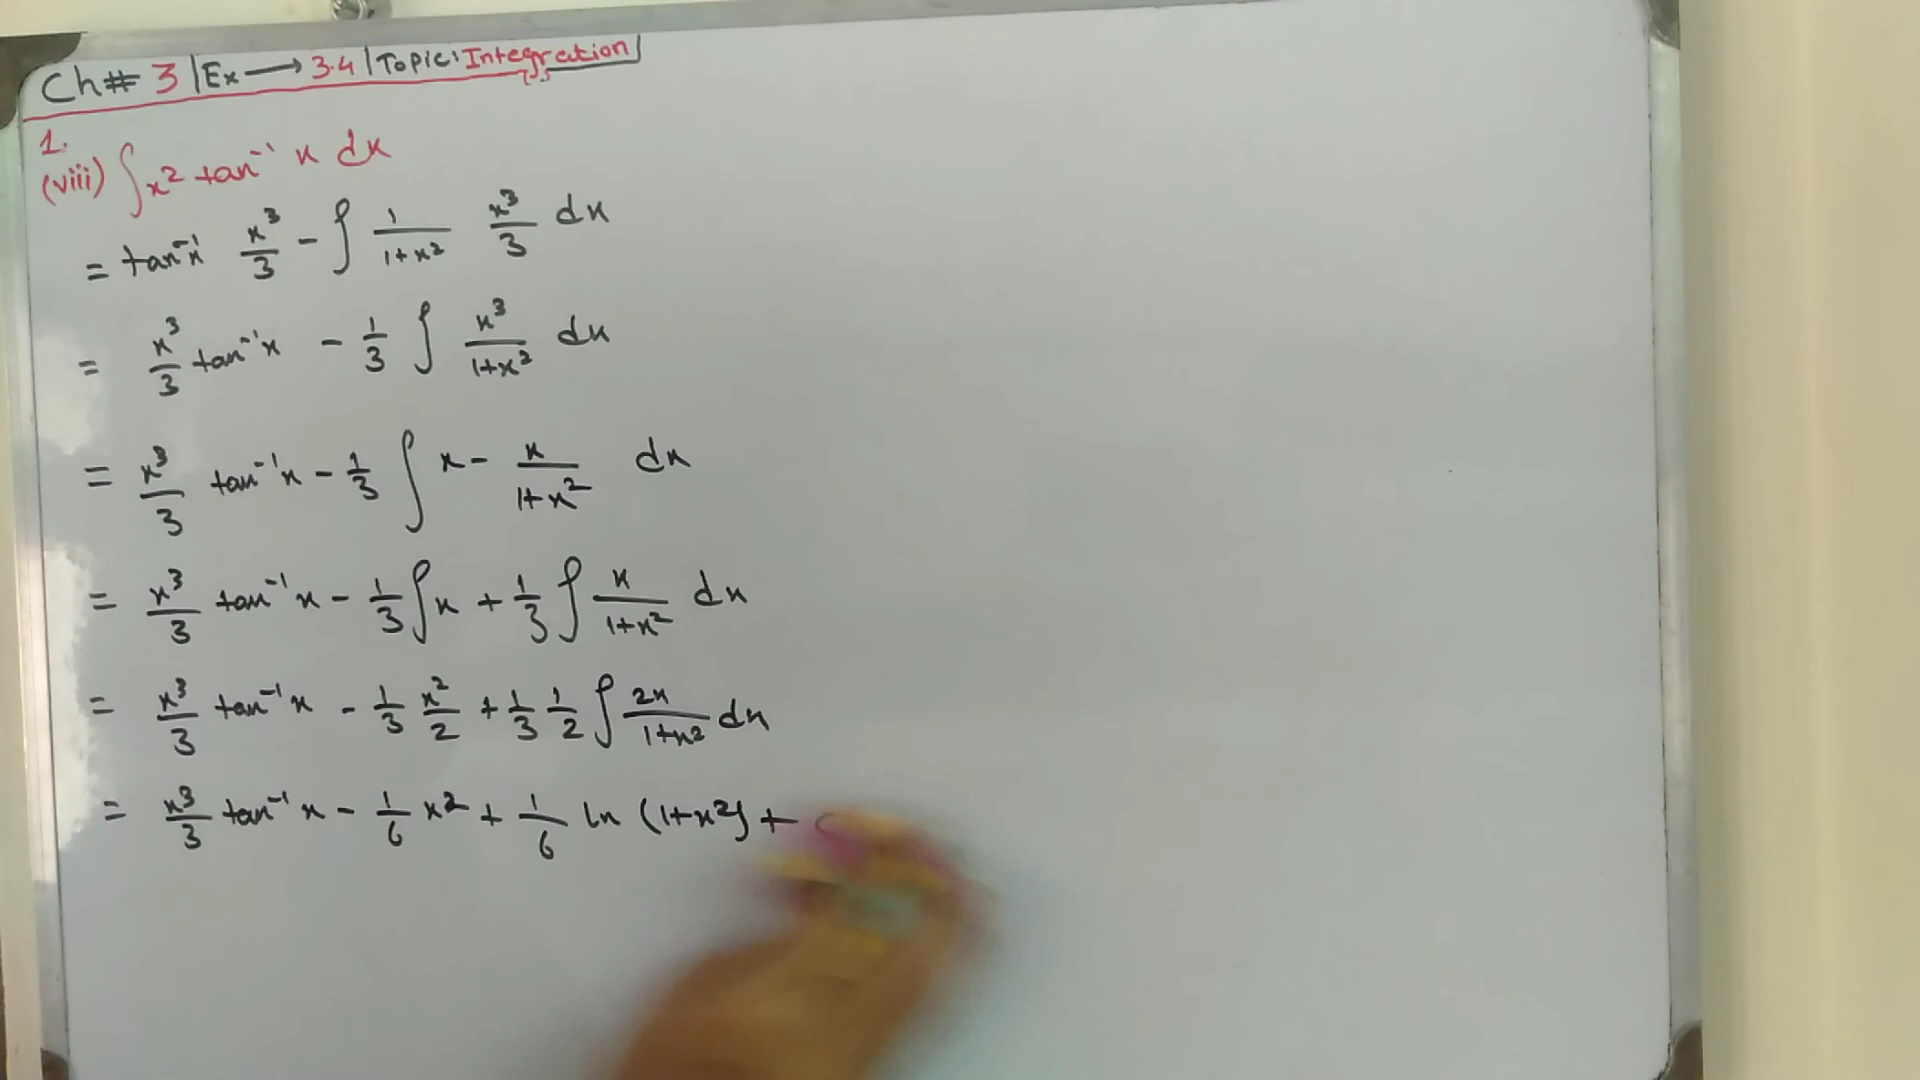 Ch# 3 | Ex → 3.4 | Topic: Integration
1.
(viii) ∫ x² tan⁻¹ x dx
= tan⁻¹x x³/3 - ∫ 1/(1+x²) x³/3 dx
= x³/3 tan⁻¹x - 1/3 ∫ x³/(1+x²) dx
= x³/3 tan⁻¹x - 1/3 ∫ x - x/(1+x²) dx
= x³/3 tan⁻¹x - 1/3 ∫x + 1/3 ∫ x/(1+x²) dx
= x³/3 tan⁻¹x - 1/3 x²/2 + 1/3 1/2 ∫ 2x/(1+x²) dx
= x³/3 tan⁻¹x - 1/6 x² + 1/6 ln (1+x²) +